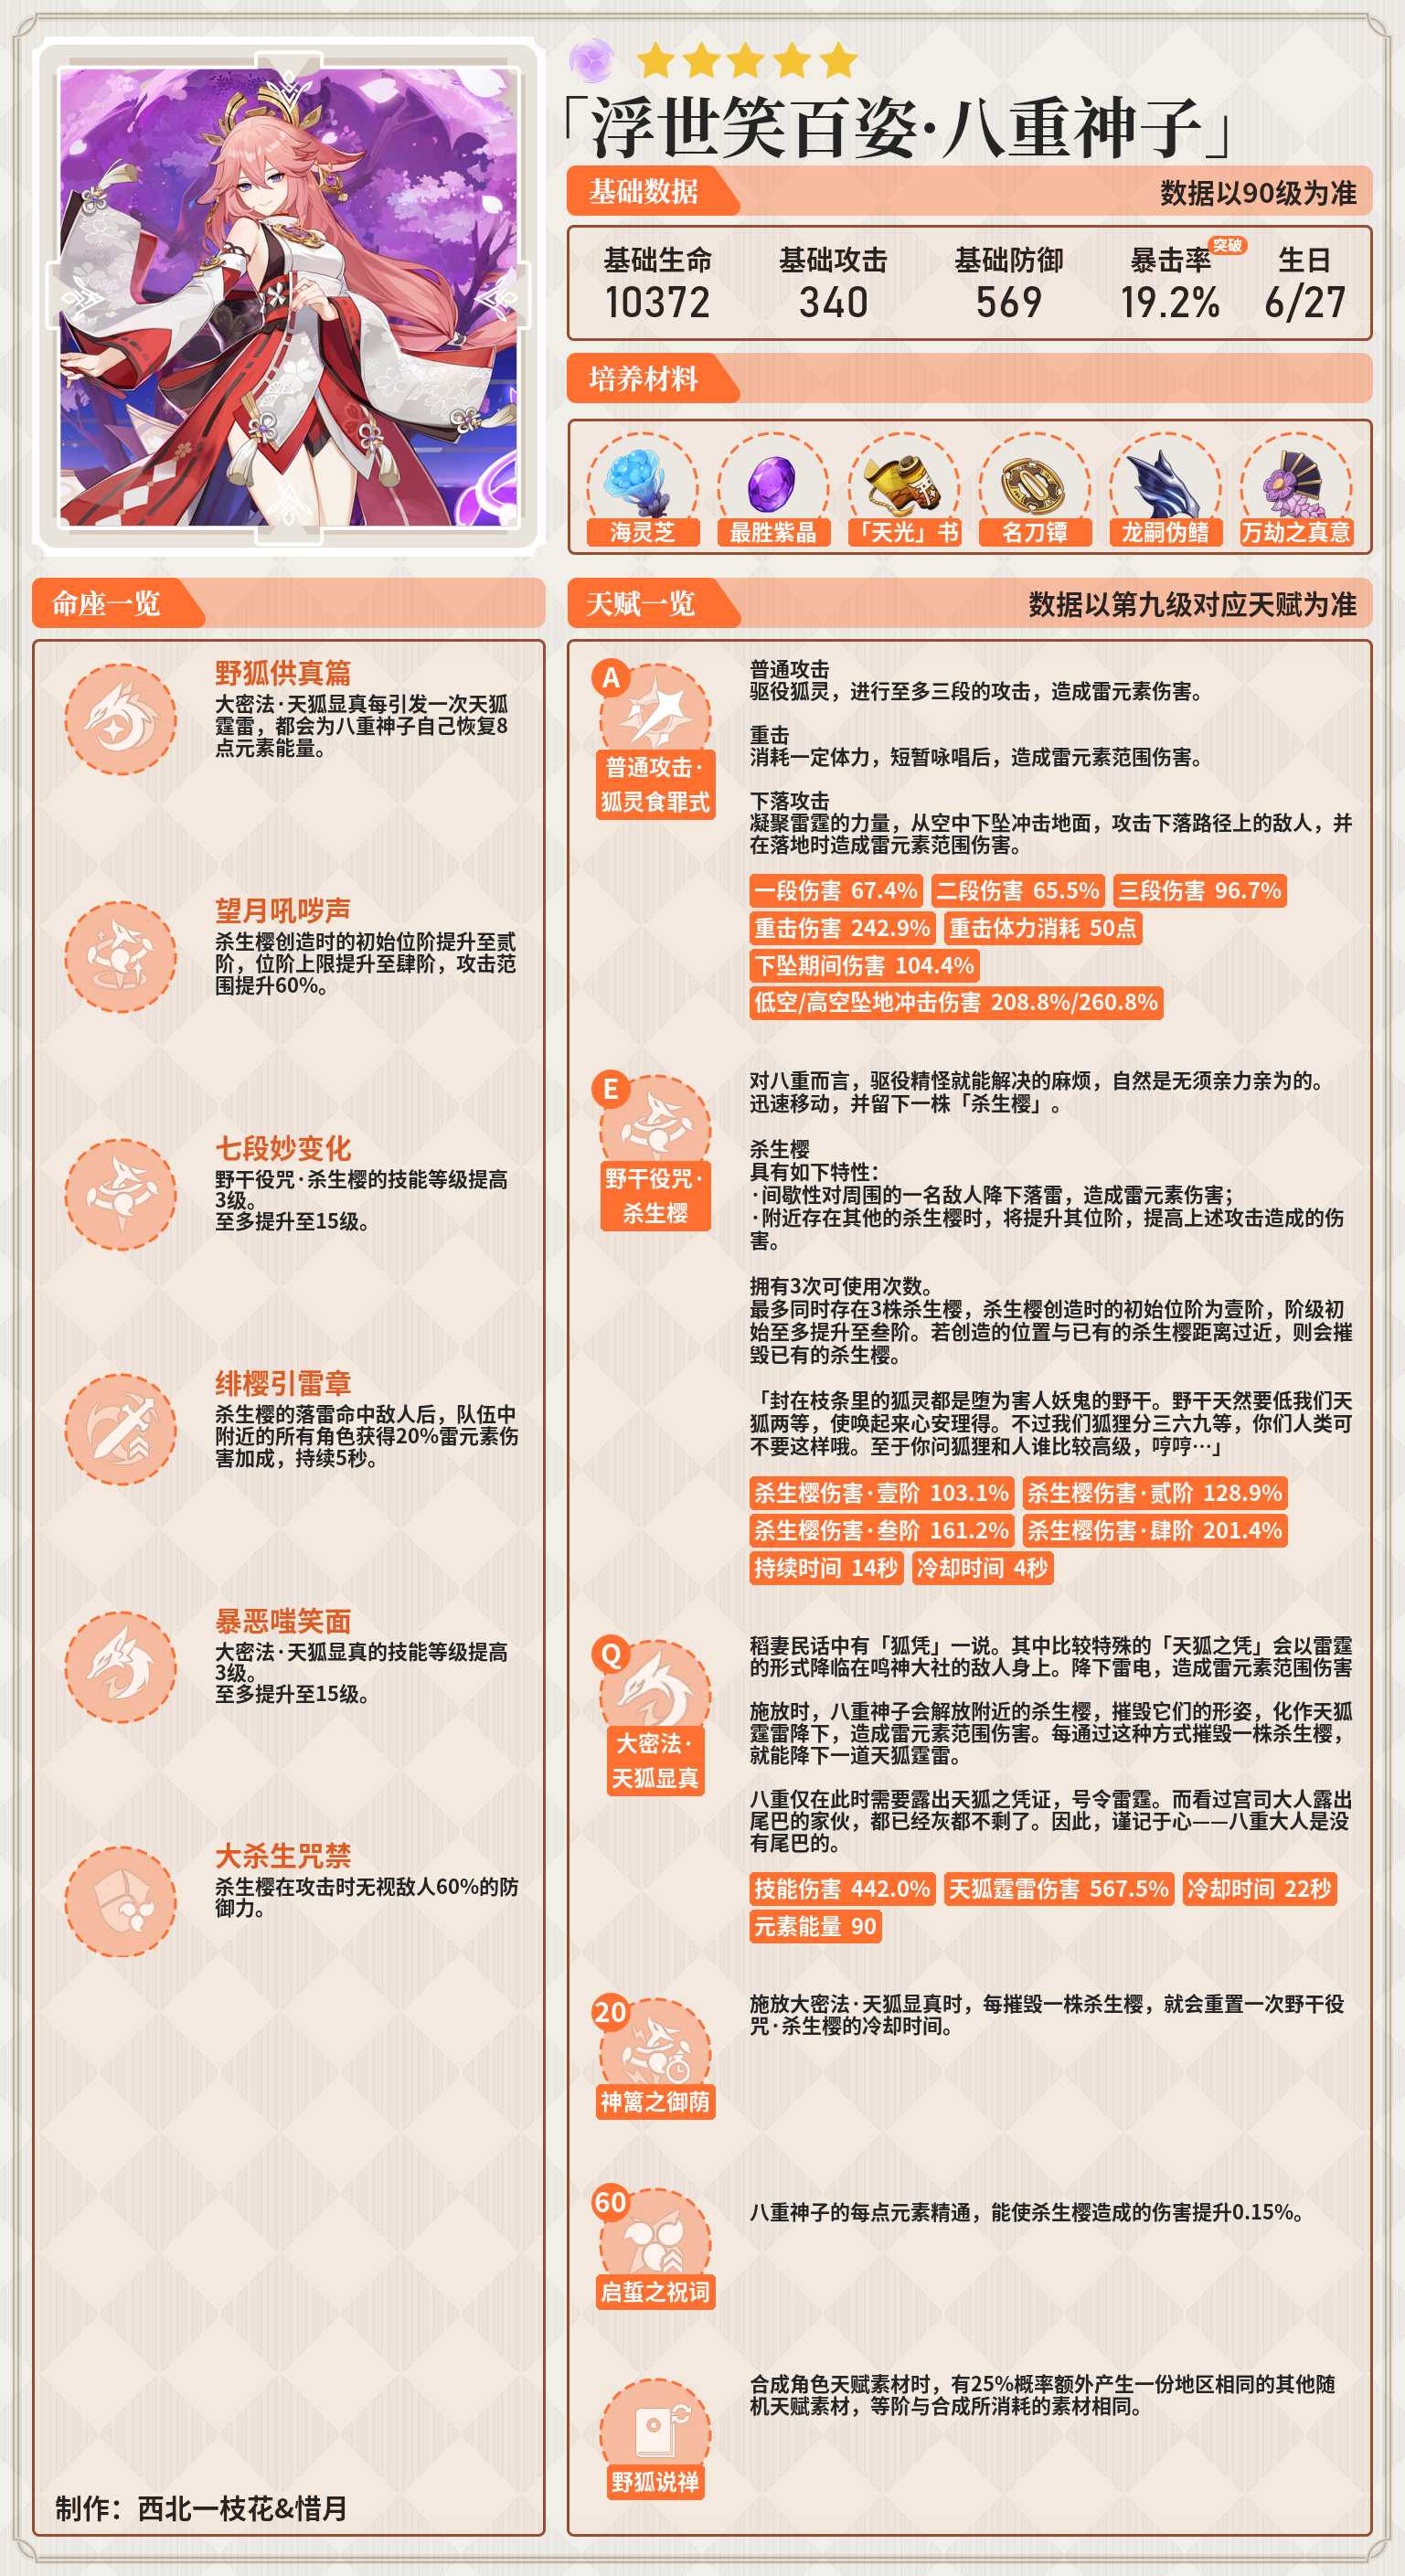 「浮世笑百姿·八重神子」
基础数据
数据以90级为准
基础生命
基础攻击
基础防御
暴击率
突破
生日
10372
340
569
19.2%
6/27
培养材料
海灵芝
最胜紫晶
「天光」书
名刀镡
龙嗣伪鳍
万劫之真意
命座一览
野狐供真篇
大密法·天狐显真每引发一次天狐
霆雷，都会为八重神子自己恢复8
点元素能量。
望月吼哕声
杀生樱创造时的初始位阶提升至贰
阶，位阶上限提升至肆阶，攻击范
围提升60%。
七段妙变化
野干役咒·杀生樱的技能等级提高
3级。
至多提升至15级。
绯樱引雷章
杀生樱的落雷命中敌人后，队伍中
附近的所有角色获得20%雷元素伤
害加成，持续5秒。
暴恶嗤笑面
大密法·天狐显真的技能等级提高
3级。
至多提升至15级。
大杀生咒禁
杀生樱在攻击时无视敌人60%的防
御力。
制作：西北一枝花&惜月
天赋一览
数据以第九级对应天赋为准
A
普通攻击·
狐灵食罪式
普通攻击
驱役狐灵，进行至多三段的攻击，造成雷元素伤害。
重击
消耗一定体力，短暂咏唱后，造成雷元素范围伤害。
下落攻击
凝聚雷霆的力量，从空中下坠冲击地面，攻击下落路径上的敌人，并
在落地时造成雷元素范围伤害。
一段伤害 67.4% 二段伤害 65.5% 三段伤害 96.7%
重击伤害 242.9% 重击体力消耗 50点
下坠期间伤害 104.4%
低空/高空坠地冲击伤害 208.8%/260.8%
E
野干役咒·
杀生樱
对八重而言，驱役精怪就能解决的麻烦，自然是无须亲力亲为的。
迅速移动，并留下一株「杀生樱」。
杀生樱
具有如下特性：
·间歇性对周围的一名敌人降下落雷，造成雷元素伤害；
·附近存在其他的杀生樱时，将提升其位阶，提高上述攻击造成的伤
害。
拥有3次可使用次数。
最多同时存在3株杀生樱，杀生樱创造时的初始位阶为壹阶，阶级初
始至多提升至叁阶。若创造的位置与已有的杀生樱距离过近，则会摧
毁已有的杀生樱。
「封在枝条里的狐灵都是堕为害人妖鬼的野干。野干天然要低我们天
狐两等，使唤起来心安理得。不过我们狐狸分三六九等，你们人类可
不要这样哦。至于你问狐狸和人谁比较高级，哼哼…」
杀生樱伤害·壹阶 103.1% 杀生樱伤害·贰阶 128.9%
杀生樱伤害·叁阶 161.2% 杀生樱伤害·肆阶 201.4%
持续时间 14秒 冷却时间 4秒
Q
大密法·
天狐显真
稻妻民话中有「狐凭」一说。其中比较特殊的「天狐之凭」会以雷霆
的形式降临在鸣神大社的敌人身上。降下雷电，造成雷元素范围伤害
施放时，八重神子会解放附近的杀生樱，摧毁它们的形姿，化作天狐
霆雷降下，造成雷元素范围伤害。每通过这种方式摧毁一株杀生樱，
就能降下一道天狐霆雷。
八重仅在此时需要露出天狐之凭证，号令雷霆。而看过宫司大人露出
尾巴的家伙，都已经灰都不剩了。因此，谨记于心——八重大人是没
有尾巴的。
技能伤害 442.0% 天狐霆雷伤害 567.5% 冷却时间 22秒
元素能量 90
20
神篱之御荫
施放大密法·天狐显真时，每摧毁一株杀生樱，就会重置一次野干役
咒·杀生樱的冷却时间。
60
启蜇之祝词
八重神子的每点元素精通，能使杀生樱造成的伤害提升0.15%。
野狐说禅
合成角色天赋素材时，有25%概率额外产生一份地区相同的其他随
机天赋素材，等阶与合成所消耗的素材相同。